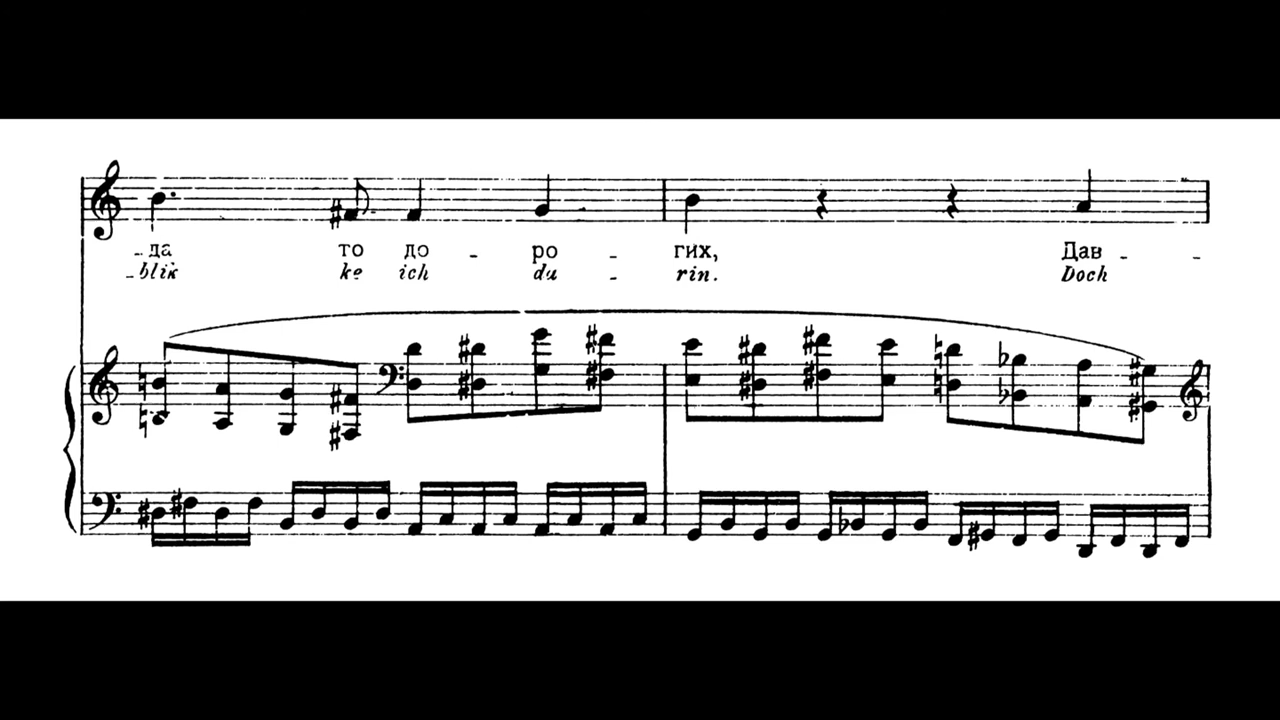 - да то до - ро - гих, Дав - -
- blik ke ich du - rin. Doch